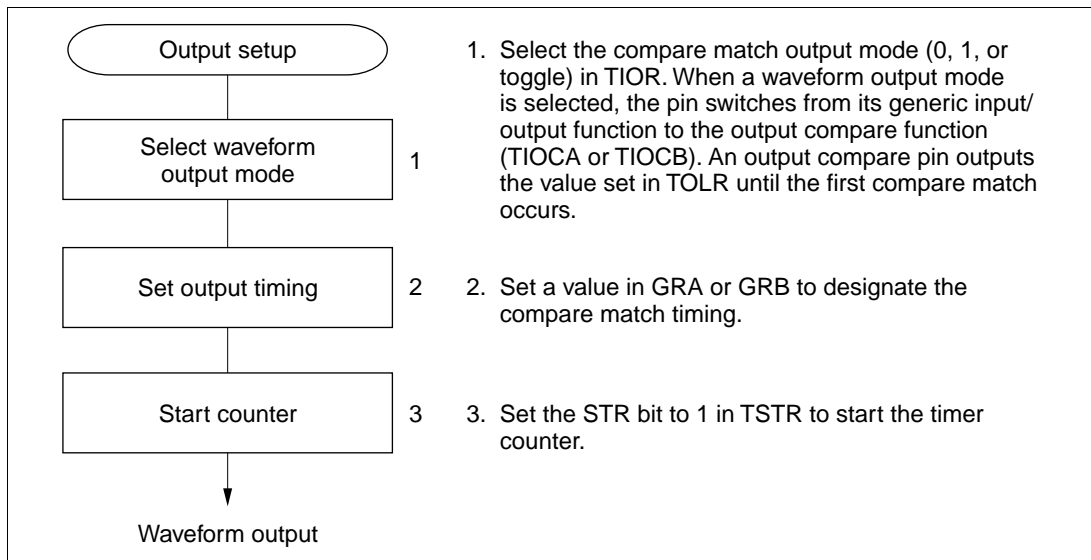 Output setup
Select waveform
output mode
1
Set output timing
2
Start counter
3
Waveform output
1. Select the compare match output mode (0, 1, or
toggle) in TIOR. When a waveform output mode
is selected, the pin switches from its generic input/
output function to the output compare function
(TIOCA or TIOCB). An output compare pin outputs
the value set in TOLR until the first compare match
occurs.
2. Set a value in GRA or GRB to designate the
compare match timing.
3. Set the STR bit to 1 in TSTR to start the timer
counter.